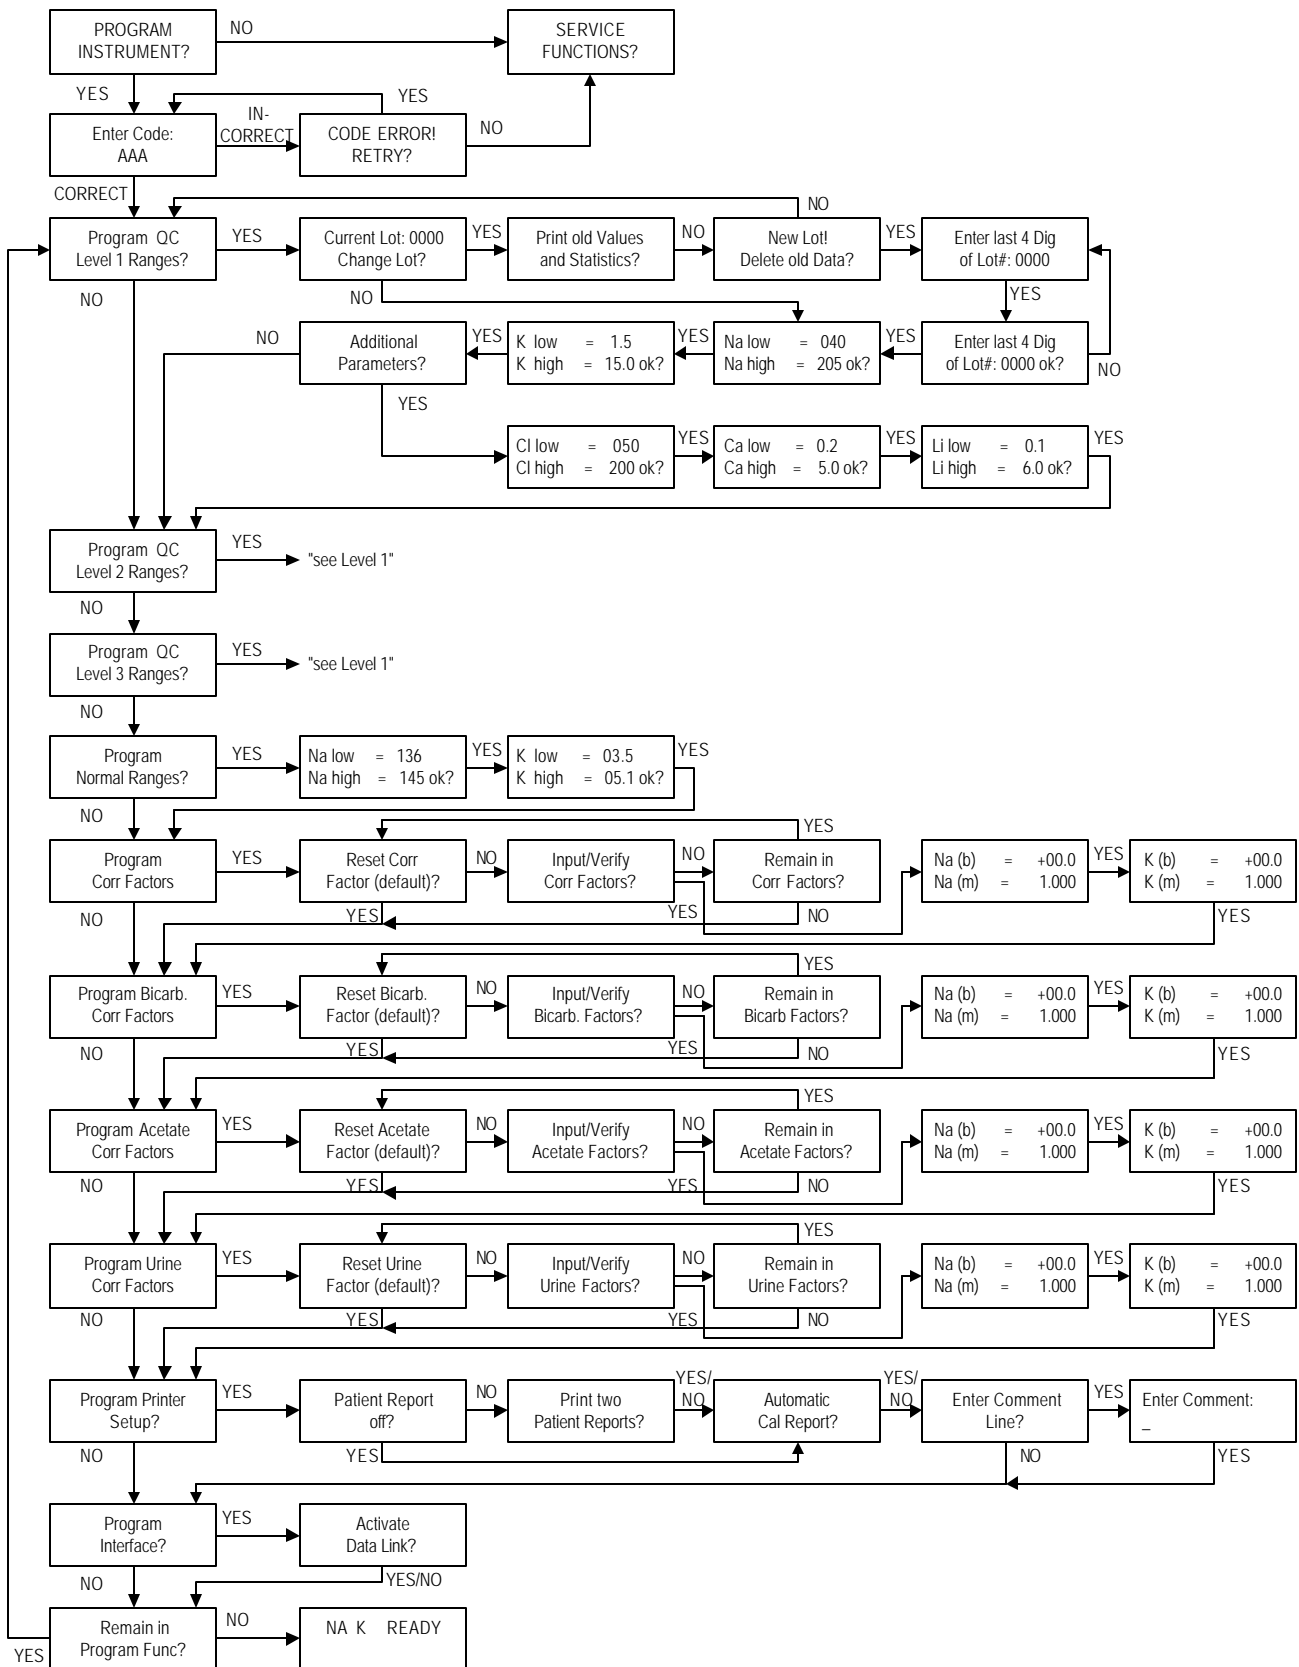 PROGRAM
INSTRUMENT?
NO
SERVICE
FUNCTIONS?
YES
YES
Enter Code:
AAA
IN-
CORRECT
CODE ERROR!
RETRY?
NO
CORRECT
NO
Program QC
Level 1 Ranges?
YES
Current Lot: 0000
Change Lot?
YES
Print old Values
and Statistics?
NO
New Lot!
Delete old Data?
YES
Enter last 4 Dig
of Lot#: 0000
NO
NO
YES
NO
Additional
Parameters?
YES
K low = 1.5
K high = 15.0 ok?
YES
Na low = 040
Na high = 205 ok?
YES
Enter last 4 Dig
of Lot#: 0000 ok?
NO
YES
Cl low = 050
Cl high = 200 ok?
YES
Ca low = 0.2
Ca high = 5.0 ok?
YES
Li low = 0.1
Li high = 6.0 ok?
YES
Program QC
Level 2 Ranges?
YES
"see Level 1"
NO
Program QC
Level 3 Ranges?
YES
"see Level 1"
NO
Program
Normal Ranges?
YES
Na low = 136
Na high = 145 ok?
YES
K low = 03.5
K high = 05.1 ok?
YES
NO
YES
Program
Corr Factors
YES
Reset Corr
Factor (default)?
NO
Input/Verify
Corr Factors?
NO
Remain in
Corr Factors?
Na (b) = +00.0
Na (m) = 1.000
YES
K (b) = +00.0
K (m) = 1.000
NO
YES
YES
NO
YES
YES
Program Bicarb.
Corr Factors
YES
Reset Bicarb.
Factor (default)?
NO
Input/Verify
Bicarb. Factors?
NO
Remain in
Bicarb Factors?
Na (b) = +00.0
Na (m) = 1.000
YES
K (b) = +00.0
K (m) = 1.000
NO
YES
YES
NO
YES
YES
Program Acetate
Corr Factors
YES
Reset Acetate
Factor (default)?
NO
Input/Verify
Acetate Factors?
NO
Remain in
Acetate Factors?
Na (b) = +00.0
Na (m) = 1.000
YES
K (b) = +00.0
K (m) = 1.000
NO
YES
YES
NO
YES
YES
Program Urine
Corr Factors
YES
Reset Urine
Factor (default)?
NO
Input/Verify
Urine Factors?
NO
Remain in
Urine Factors?
Na (b) = +00.0
Na (m) = 1.000
YES
K (b) = +00.0
K (m) = 1.000
NO
YES
YES
NO
YES
Program Printer
Setup?
YES
Patient Report
off?
NO
Print two
Patient Reports?
YES/
NO
Automatic
Cal Report?
YES/
NO
Enter Comment
Line?
YES
Enter Comment:
_
NO
YES
NO
YES
Program
Interface?
YES
Activate
Data Link?
NO
YES/NO
Remain in
Program Func?
NO
NA K READY
YES